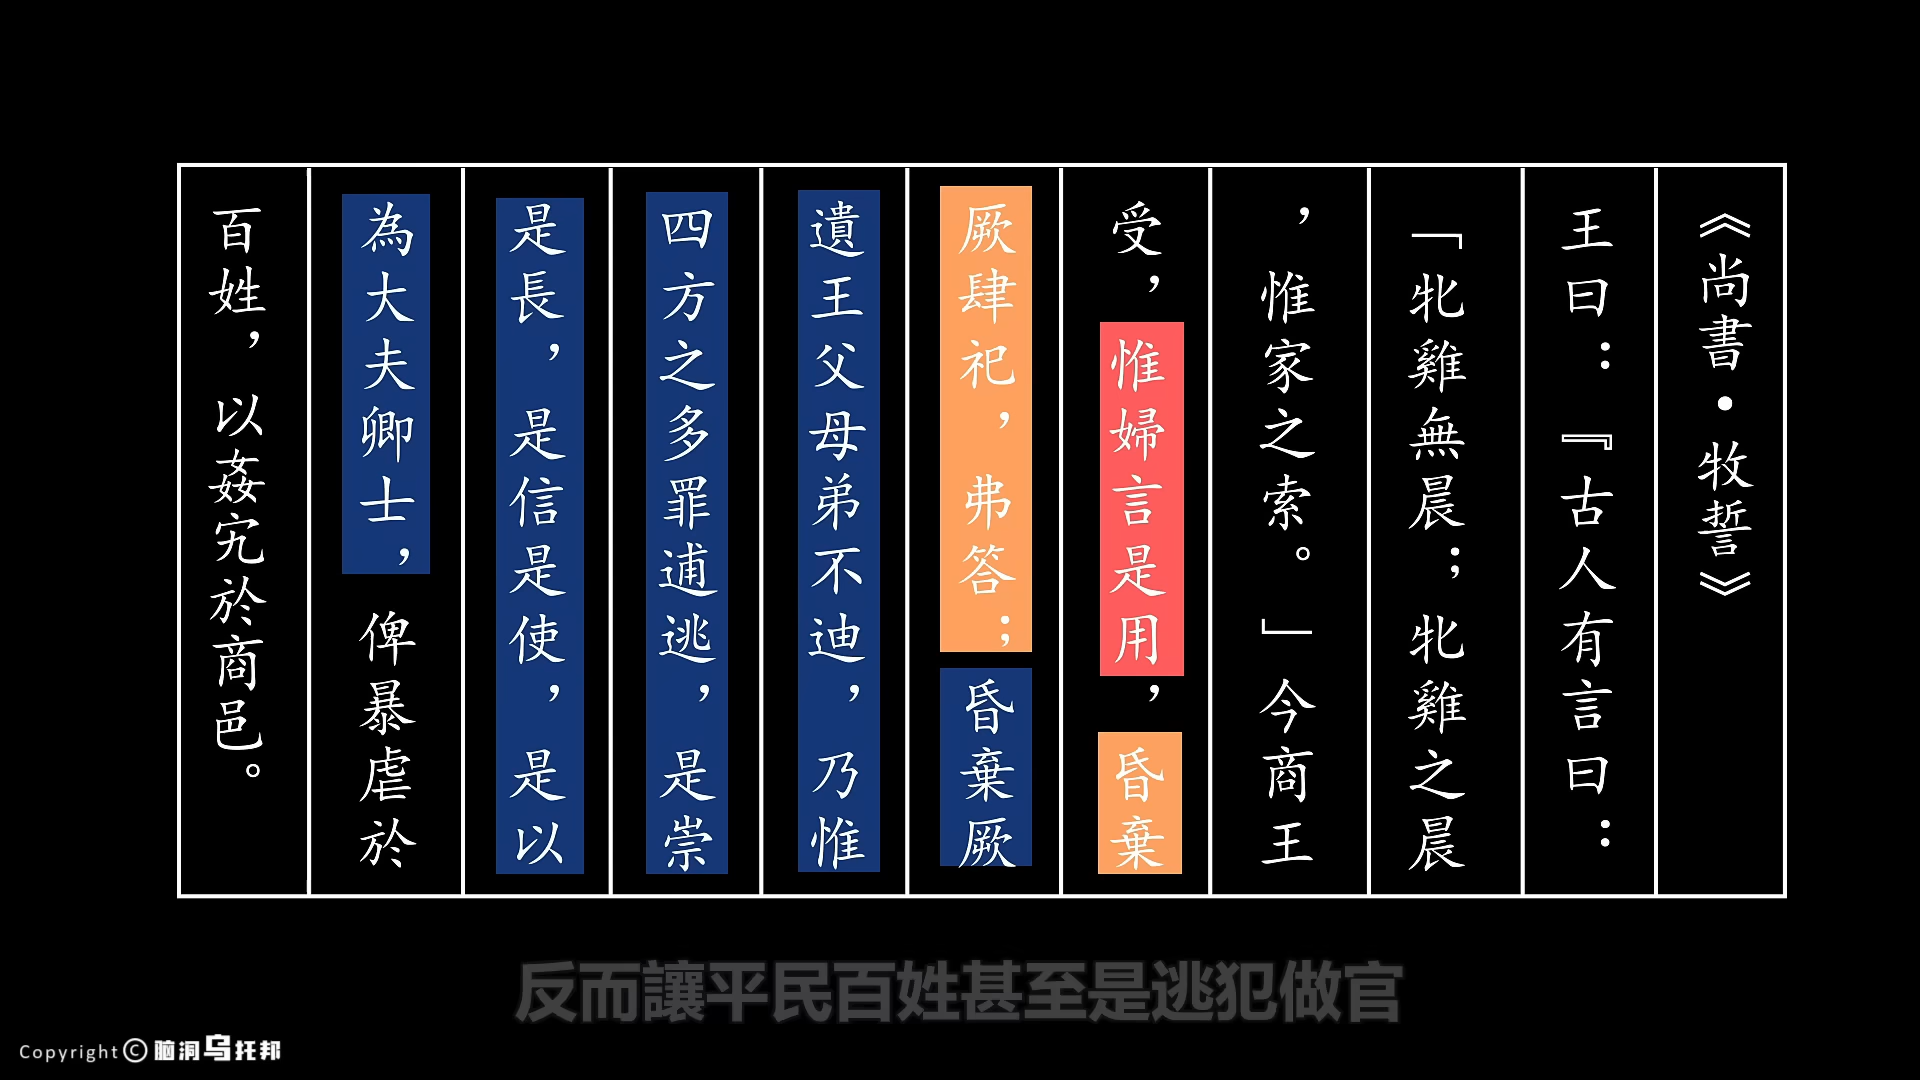 《尚書•牧誓》
王曰：『古人有言曰：
「牝雞無晨；牝雞之晨
，惟家之索。」今商王
受，惟婦言是用，昏棄
厥肆祀，弗答；昏棄厥
遺王父母弟不迪，乃惟
四方之多罪逋逃，是崇
是長，是信是使，是以
為大夫卿士，俾暴虐於
百姓，以姦宄於商邑。
反而讓平民百姓甚至是逃犯做官
Copyright©脑洞乌托邦